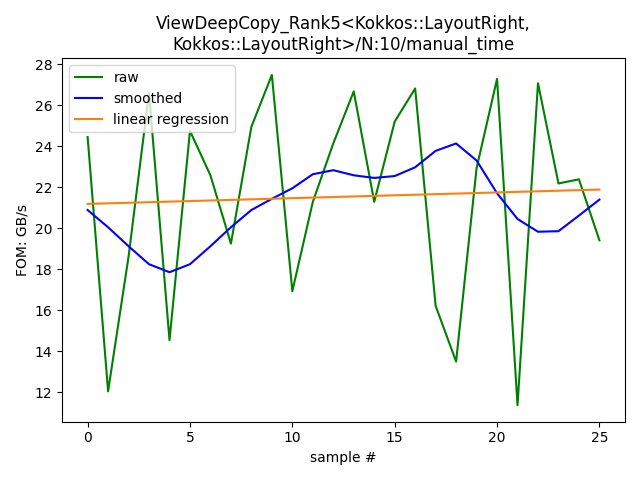 ViewDeepCopy_Rank5<Kokkos::LayoutRight,
Kokkos::LayoutRight>/N:10/manual_time
raw
smoothed
linear regression
FOM: GB/s
28
26
24
22
20
18
16
14
12
0 5 10 15 20 25
sample #